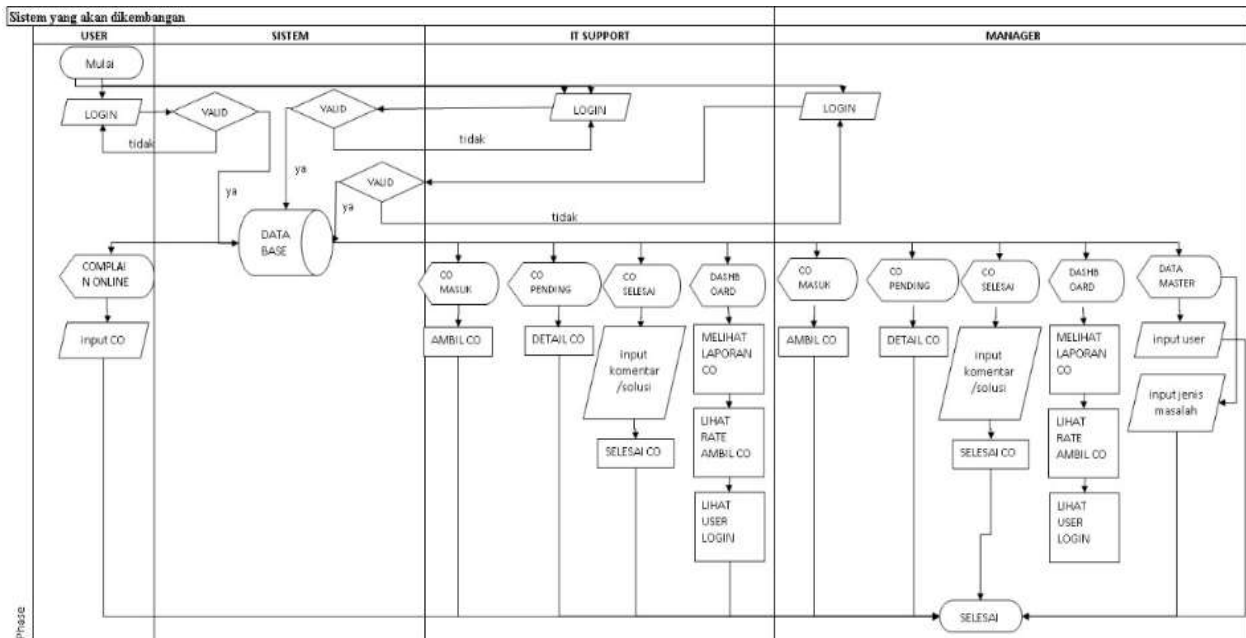 Sistem yang akan dikembangan
USER
SISTEM
IT SUPPORT
MANAGER
Mulai
LOGIN
VALID
VALID
LOGIN
LOGIN
tidak
tidak
ya
ya
VALID
ya
tidak
DATA
BASE
COMPLAI
N ONLINE
CO
MASUK
CO
PENDING
CO
SELESAI
DASHB
OARD
CO
MASUK
CO
PENDING
CO
SELESAI
DASHB
OARD
DATA
MASTER
input CO
AMBIL CO
DETAIL CO
input
komentar
/solusi
MELIHAT
LAPORAN
CO
AMBIL CO
DETAIL CO
input
komentar
/solusi
MELIHAT
LAPORAN
CO
input user
input jenis
masalah
SELESAI CO
LIHAT
RATE
AMBIL CO
SELESAI CO
LIHAT
RATE
AMBIL CO
LIHAT
USER
LOGIN
LIHAT
USER
LOGIN
SELESAI
Phase